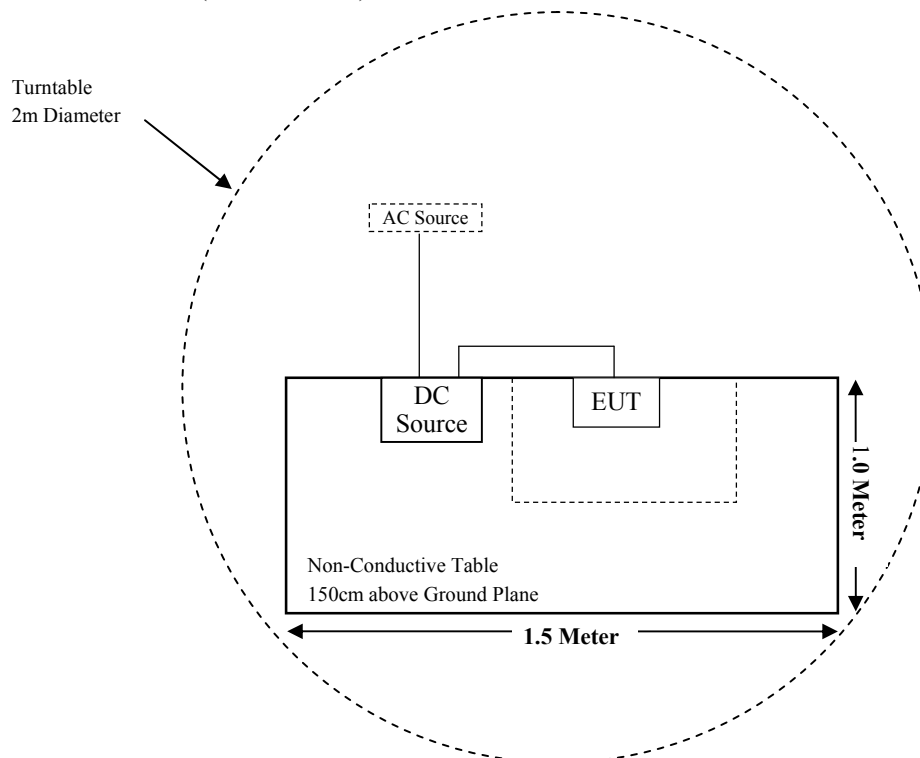 Turntable
2m Diameter
AC Source
DC
Source
EUT
1.0 Meter
Non-Conductive Table
150cm above Ground Plane
1.5 Meter